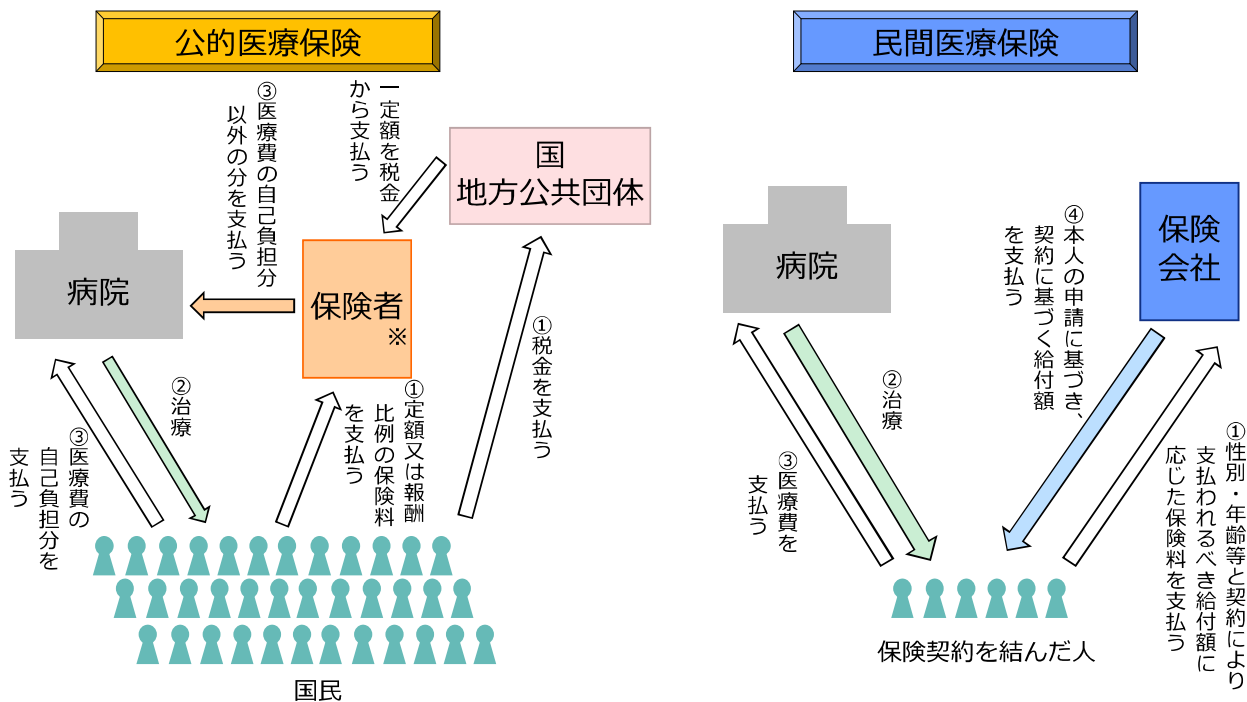 公的医療保険
③医療費の自己負担分
以外の分を支払う
一定額を税金
から支払う
国
地方公共団体
病院
保険者
※
①税金を支払う
②治療
①定額又は報酬
比例の保険料
を支払う
③医療費の
自己負担分を
支払う
国民
民間医療保険
病院
保険
会社
④本人の申請に基づき、
契約に基づく給付額
を支払う
②治療
③医療費を
支払う
①性別・年齢等と契約により
支払われるべき給付額に
応じた保険料を支払う
保険契約を結んだ人